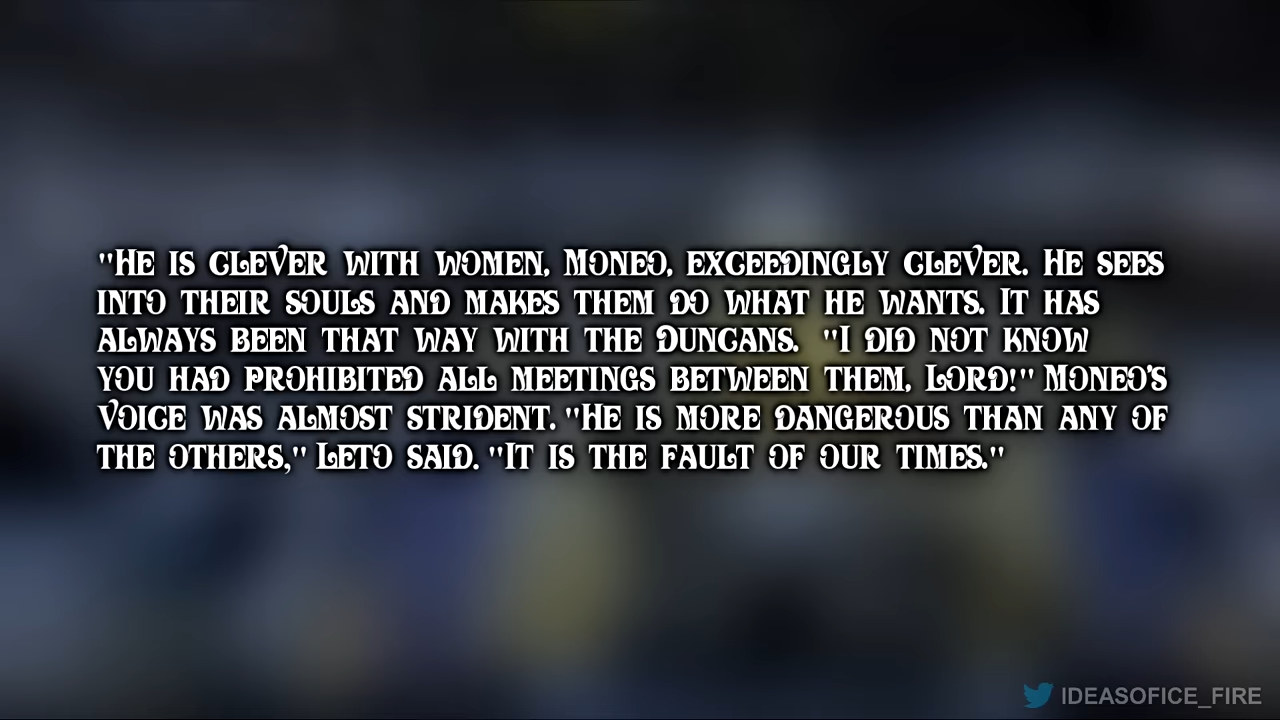 "He is clever with women, Moneo, exceedingly clever. He sees
into their souls and makes them do what he wants. It has
always been that way with the Duncans.  "I did not know
you had prohibited all meetings between them, Lord!" Moneo's
voice was almost strident. "He is more dangerous than any of
the others," Leto said. "It is the fault of our times."
IDEASOFICE_FIRE